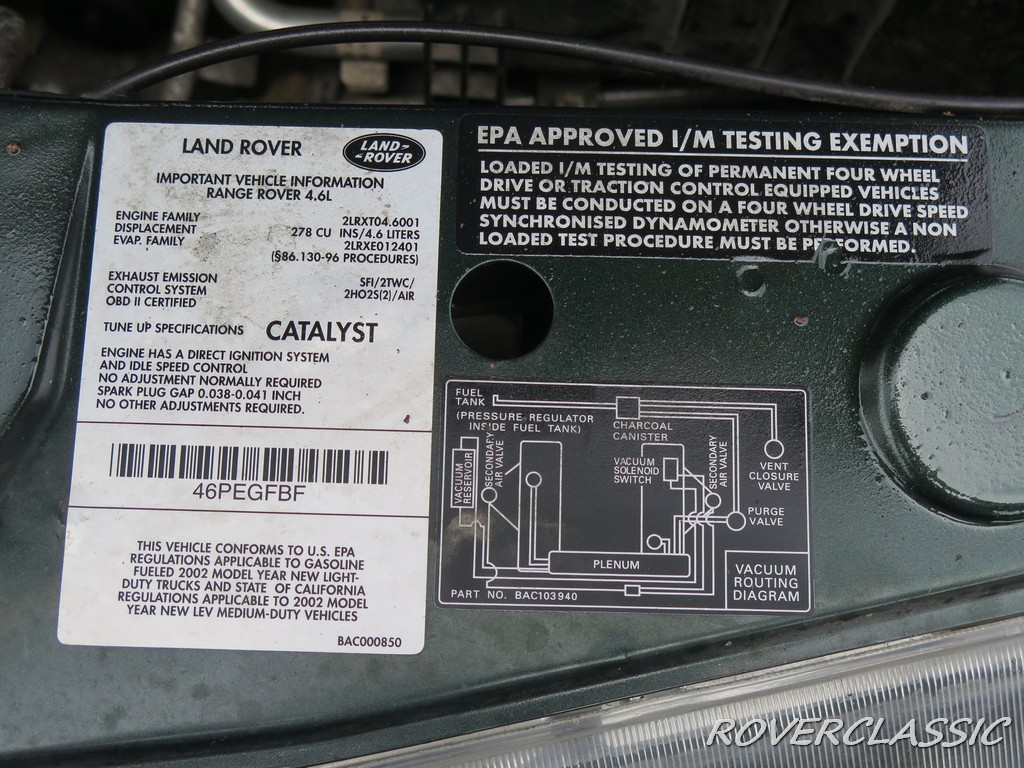 LAND ROVER
LAND-
-ROVER
IMPORTANT VEHICLE INFORMATION
RANGE ROVER 4.6L
ENGINE FAMILY 2LRXT04.6001
DISPLACEMENT 278 CU INS/4.6 LITERS
EVAP. FAMILY 2LRXE012401
(§86.130-96 PROCEDURES)
EXHAUST EMISSION SFI/2TWC/
CONTROL SYSTEM 2HO2S(2)/AIR
OBD II CERTIFIED
TUNE UP SPECIFICATIONS CATALYST
ENGINE HAS A DIRECT IGNITION SYSTEM
AND IDLE SPEED CONTROL
NO ADJUSTMENT NORMALLY REQUIRED
SPARK PLUG GAP 0.038-0.041 INCH
NO OTHER ADJUSTMENTS REQUIRED.
46PEGFBF
THIS VEHICLE CONFORMS TO U.S. EPA
REGULATIONS APPLICABLE TO GASOLINE
FUELED 2002 MODEL YEAR NEW LIGHT-
DUTY TRUCKS AND STATE OF CALIFORNIA
REGULATIONS APPLICABLE TO 2002 MODEL
YEAR NEW LEV MEDIUM-DUTY VEHICLES
BAC000850
EPA APPROVED I/M TESTING EXEMPTION
LOADED I/M TESTING OF PERMANENT FOUR WHEEL
DRIVE OR TRACTION CONTROL EQUIPPED VEHICLES
MUST BE CONDUCTED ON A FOUR WHEEL DRIVE SPEED
SYNCHRONISED DYNAMOMETER OTHERWISE A NON
LOADED TEST PROCEDURE MUST BE PERFORMED.
FUEL
TANK
(PRESSURE REGULATOR
INSIDE FUEL TANK)
CHARCOAL
CANISTER
VACUUM
RESERVOIR
SECONDARY
AIR VALVE
VACUUM
SOLENOID
SWITCH
SECONDARY
AIR VALVE
VENT
CLOSURE
VALVE
PURGE
VALVE
PLENUM
VACUUM
ROUTING
DIAGRAM
PART NO. BAC103940
ROVERCLASSIC